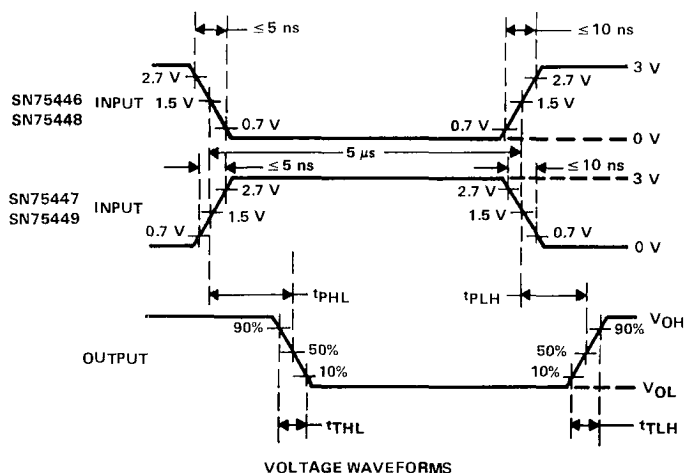 ≤ 5 ns ≤ 10 ns
2.7 V 2.7 V 3 V
SN75446 INPUT 1.5 V 1.5 V
SN75448
0.7 V 0.7 V 0 V
5 µs
≤ 5 ns ≤ 10 ns
2.7 V 2.7 V 3 V
SN75447 INPUT 1.5 V 1.5 V
SN75449
0.7 V 0.7 V 0 V
tPHL tPLH
90% 90% VOH
OUTPUT 50% 50%
10% 10% VOL
tTHL tTLH
VOLTAGE WAVEFORMS